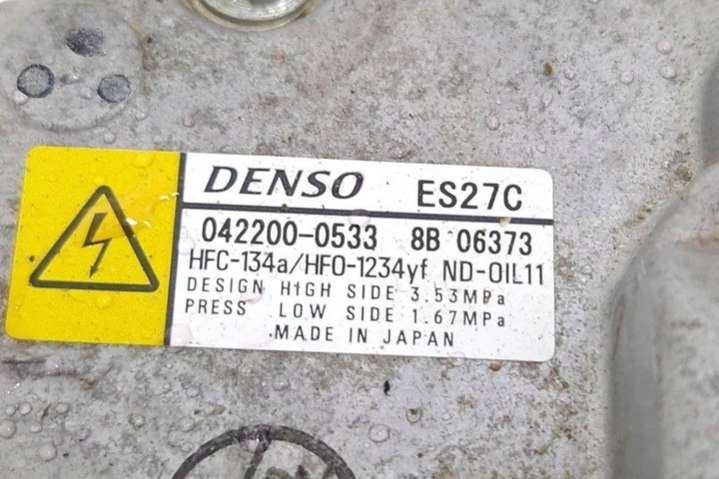 DENSO ES27C
042200-0533 8B 06373
HFC-134a/HFO-1234yf ND-OIL11
DESIGN HIGH SIDE 3.53MPa
PRESS LOW SIDE 1.67MPa
MADE IN JAPAN